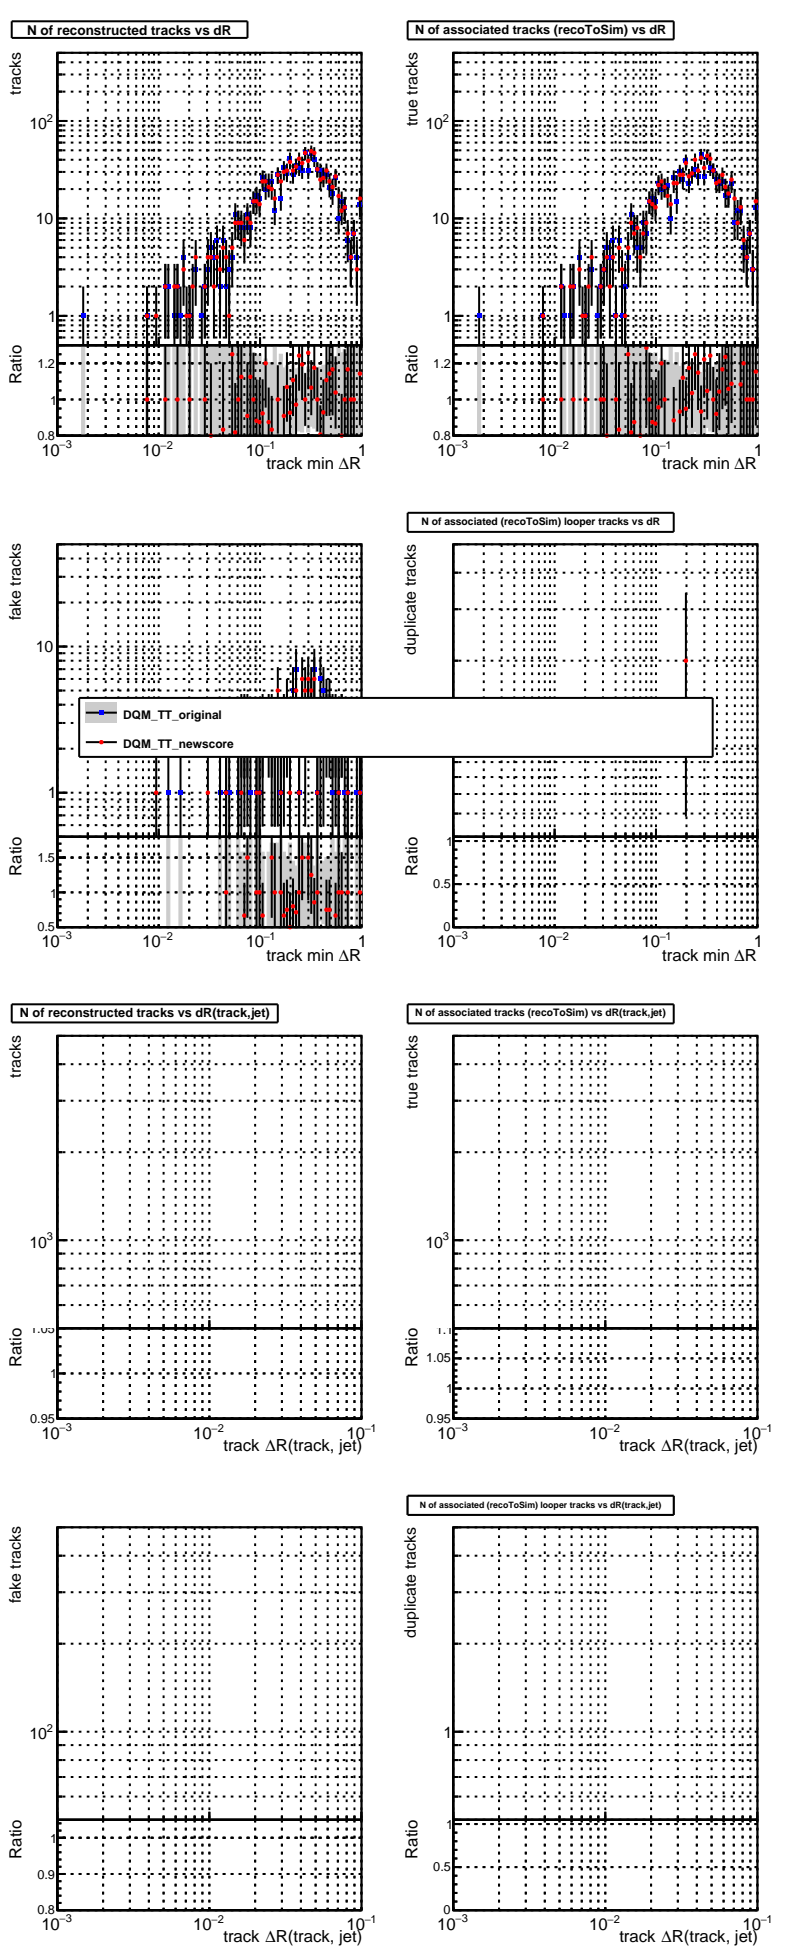 N of reconstructed tracks vs dR
tracks
10²
10
1
Ratio
1.2
1
0.8
10⁻³
10⁻²
10⁻¹
1
track min ΔR
N of associated tracks (recoToSim) vs dR
true tracks
10²
10
1
Ratio
1.2
1
0.8
10⁻³
10⁻²
10⁻¹
1
track min ΔR
fake tracks
10
1
Ratio
1.5
1
0.5
10⁻³
10⁻²
10⁻¹
1
track min ΔR
N of associated (recoToSim) looper tracks vs dR
duplicate tracks
Ratio
1
0.5
0
10⁻³
10⁻²
10⁻¹
1
track min ΔR
DQM_TT_original
DQM_TT_newscore
N of reconstructed tracks vs dR(track,jet)
tracks
10³
Ratio
1.05
1
0.95
10⁻³
10⁻²
10⁻¹
track ΔR(track, jet)
N of associated tracks (recoToSim) vs dR(track,jet)
true tracks
10³
Ratio
1.1
1.05
1
0.95
10⁻³
10⁻²
10⁻¹
track ΔR(track, jet)
fake tracks
10²
Ratio
1
0.9
0.8
10⁻³
10⁻²
10⁻¹
track ΔR(track, jet)
N of associated (recoToSim) looper tracks vs dR(track,jet)
duplicate tracks
1
Ratio
1
0.5
0
10⁻³
10⁻²
10⁻¹
track ΔR(track, jet)